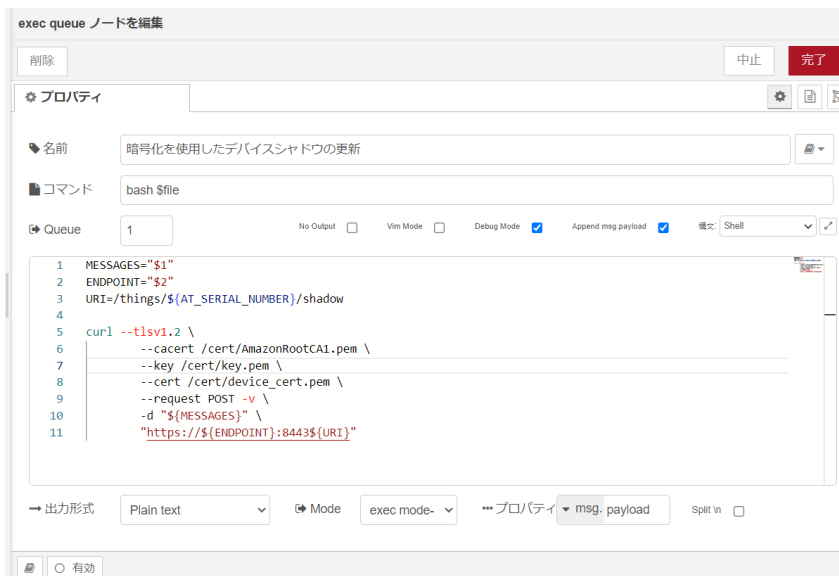 exec queue ノードを編集
削除
中止
完了
プロパティ
名前
暗号化を使用したデバイスシャドウの更新
コマンド
bash $file
Queue
1
No Output
Vim Mode
Debug Mode
Append msg.payload
構文:
Shell
1 MESSAGES="$1"
2 ENDPOINT="$2"
3 URI=/things/${AT_SERIAL_NUMBER}/shadow
4
5 curl --tlsv1.2 \
6 --cacert /cert/AmazonRootCA1.pem \
7 --key /cert/key.pem \
8 --cert /cert/device_cert.pem \
9 --request POST -v \
10 -d "${MESSAGES}" \
11 "https://${ENDPOINT}:8443${URI}"
出力形式
Plain text
Mode
exec mode-
プロパティ
msg. payload
Split \n
有効